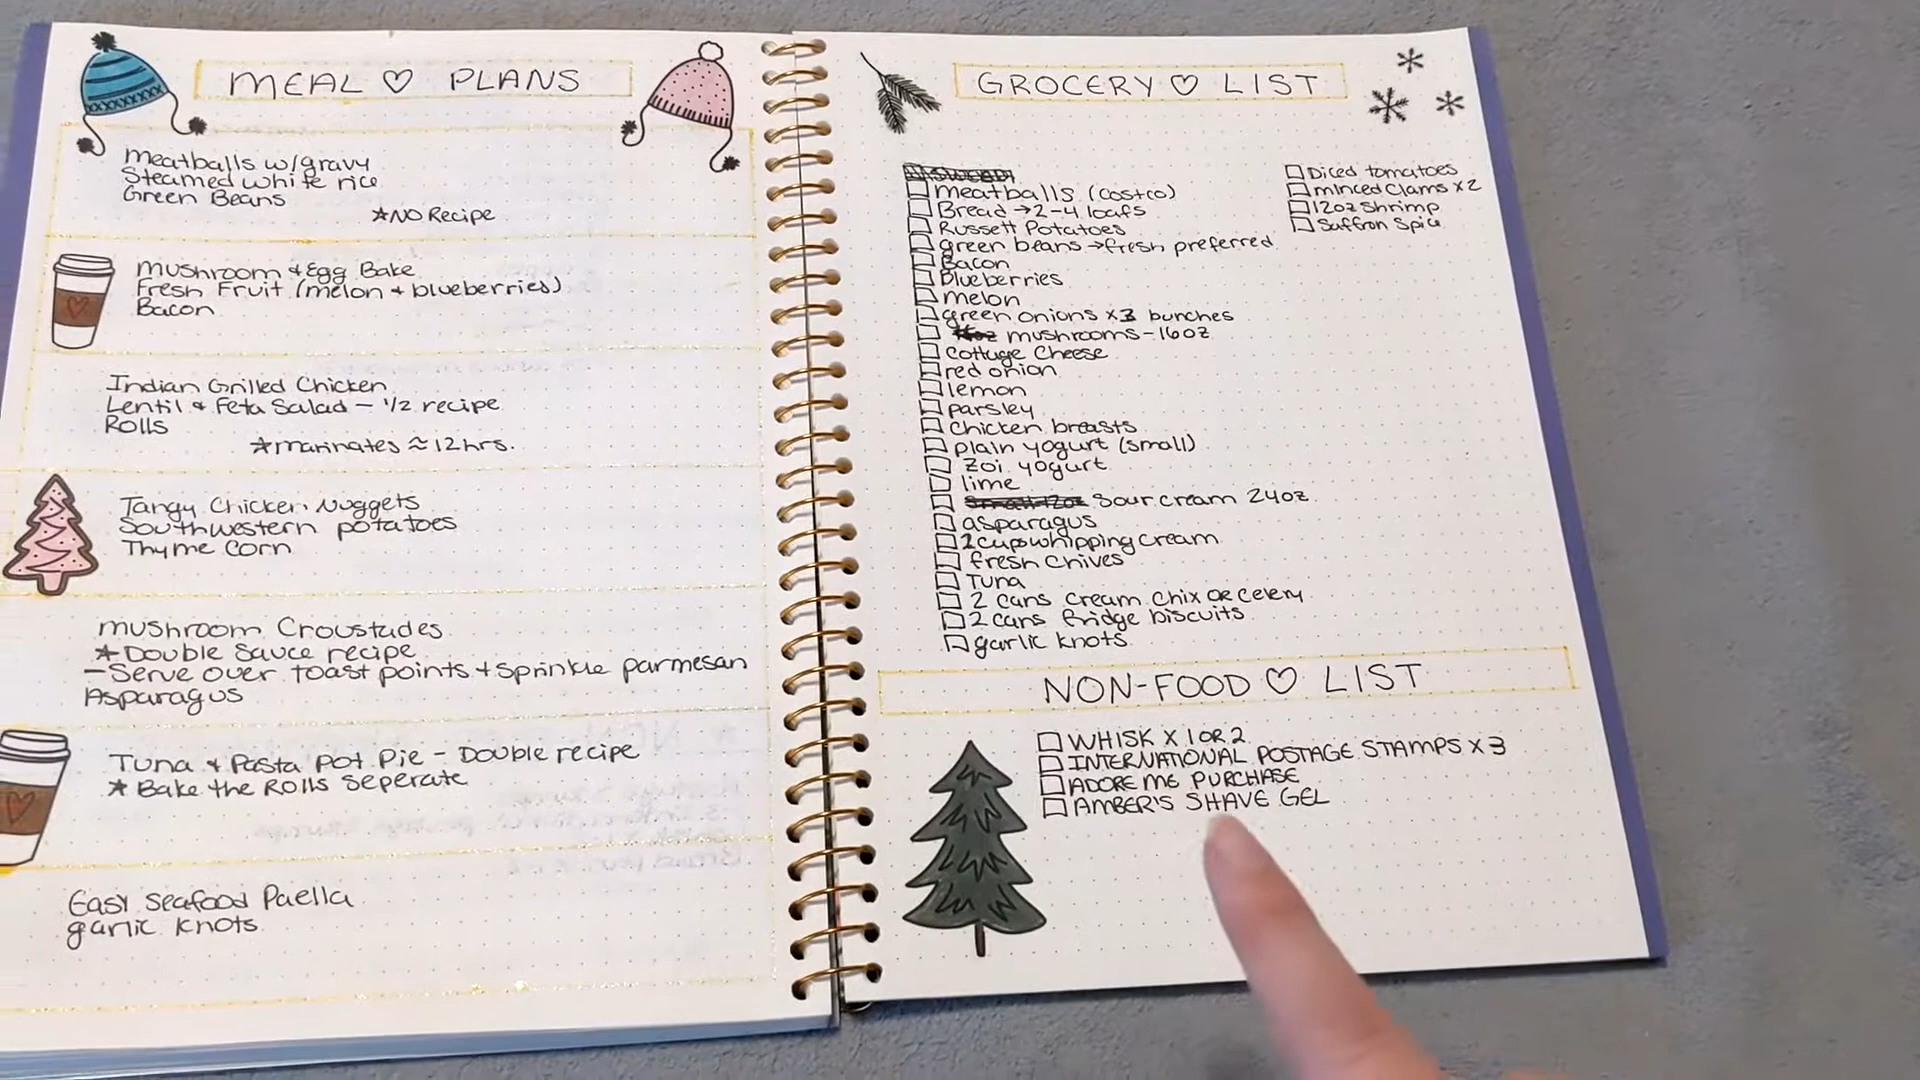 MEAL ♡ PLANS
Meatballs w/gravy
Steamed white rice
Green Beans
*NO Recipe
Mushroom + Egg Bake
Fresh Fruit (melon + blueberries)
Bacon
Indian Grilled Chicken
Lentil + Feta Salad - 1/2 recipe
Rolls
*marinates ≈ 12hrs.
Tangy Chicken Nuggets
Southwestern potatoes
Thyme Corn
Mushroom Croustades
*Double Sauce recipe
- Serve over toast points + sprinkle parmesan
Asparagus
Tuna + Pasta Pot Pie - Double recipe
* Bake the Rolls Seperate
Easy Seafood Paella
garlic knots
GROCERY ♡ LIST
meatballs (costco)
Bread → 2-4 loafs
Russett Potatoes
green beans → fresh preferred
Bacon
Blueberries
melon
green onions x3 bunches
mushrooms - 16oz
Cottage Cheese
red onion
lemon
parsley
chicken breasts
plain yogurt (small)
Zoi yogurt
lime
Sour cream 24oz
asparagus
2 cups whipping cream
fresh chives
Tuna
2 cans cream chix OR celery
2 cans fridge biscuits
garlic knots
Diced tomatoes
minced clams x2
12oz Shrimp
Saffron Spice
NON-FOOD ♡ LIST
WHISK X 1 OR 2
INTERNATIONAL POSTAGE STAMPS X 3
ADORE ME PURCHASE
AMBER'S SHAVE GEL